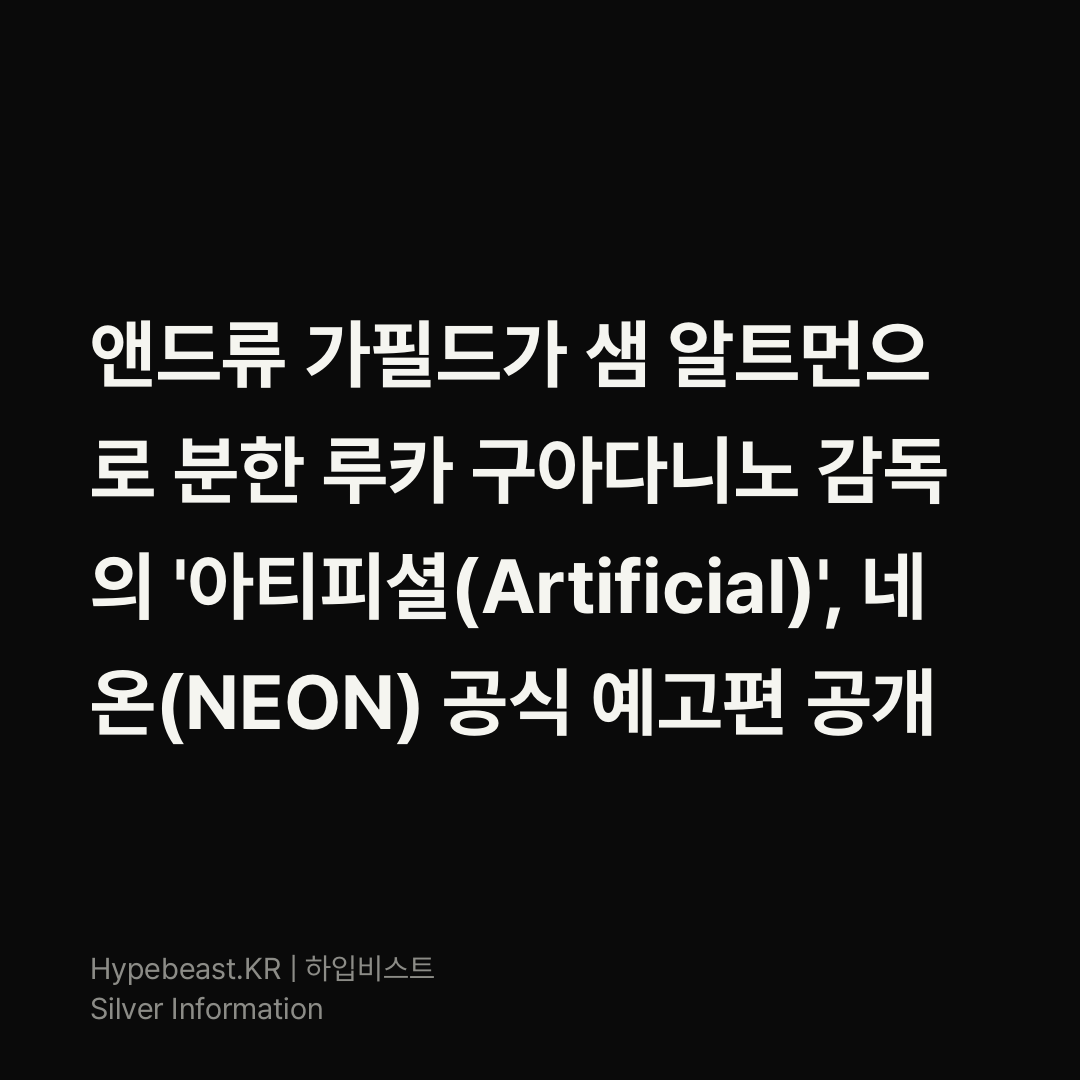 앤드류 가필드가 샘 알트먼으
로 분한 루카 구아다니노 감독
의 '아티피셜(Artificial)', 네
온(NEON) 공식 예고편 공개
Hypebeast.KR | 하입비스트
Silver Information